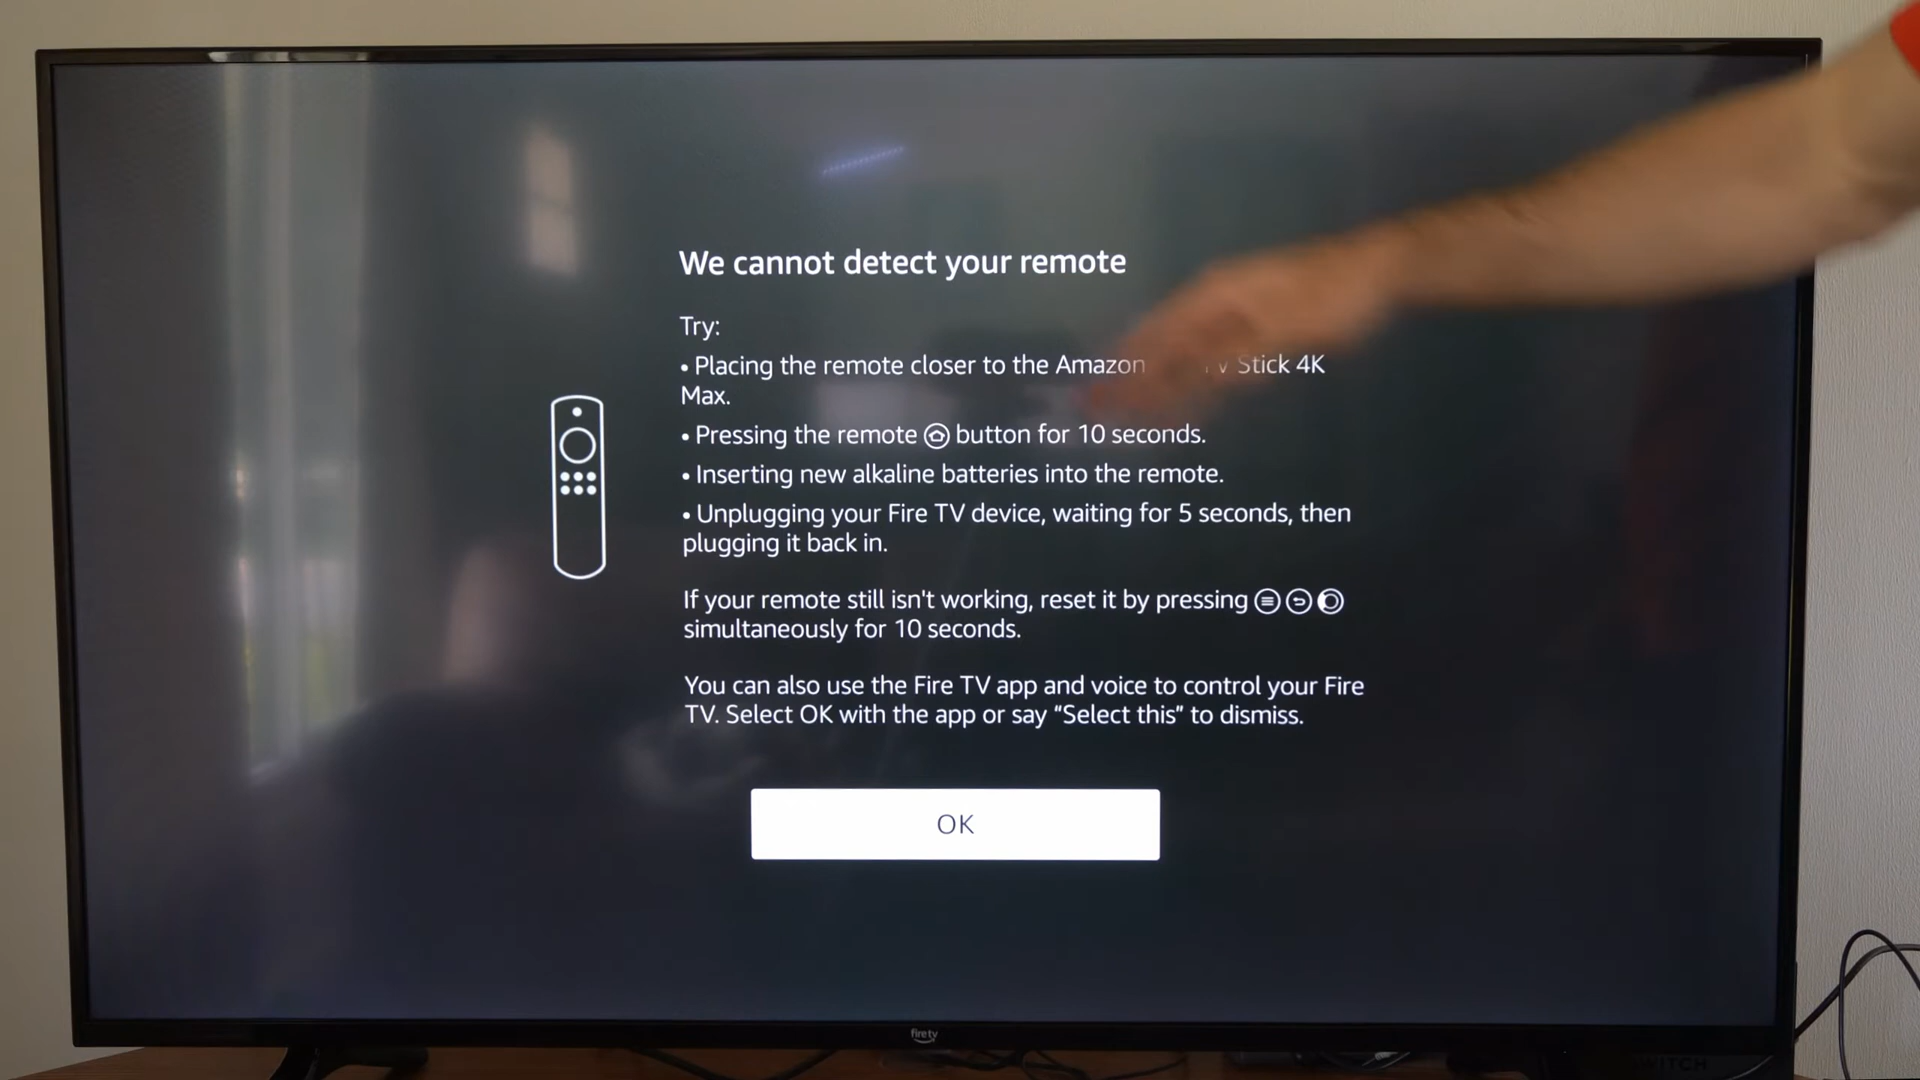 We cannot detect your remote
Try:
• Placing the remote closer to the Amazon TV Stick 4K
Max.
• Pressing the remote button for 10 seconds.
• Inserting new alkaline batteries into the remote.
• Unplugging your Fire TV device, waiting for 5 seconds, then
plugging it back in.
If your remote still isn't working, reset it by pressing
simultaneously for 10 seconds.
You can also use the Fire TV app and voice to control your Fire
TV. Select OK with the app or say “Select this” to dismiss.
OK
fire tv
SWITCH